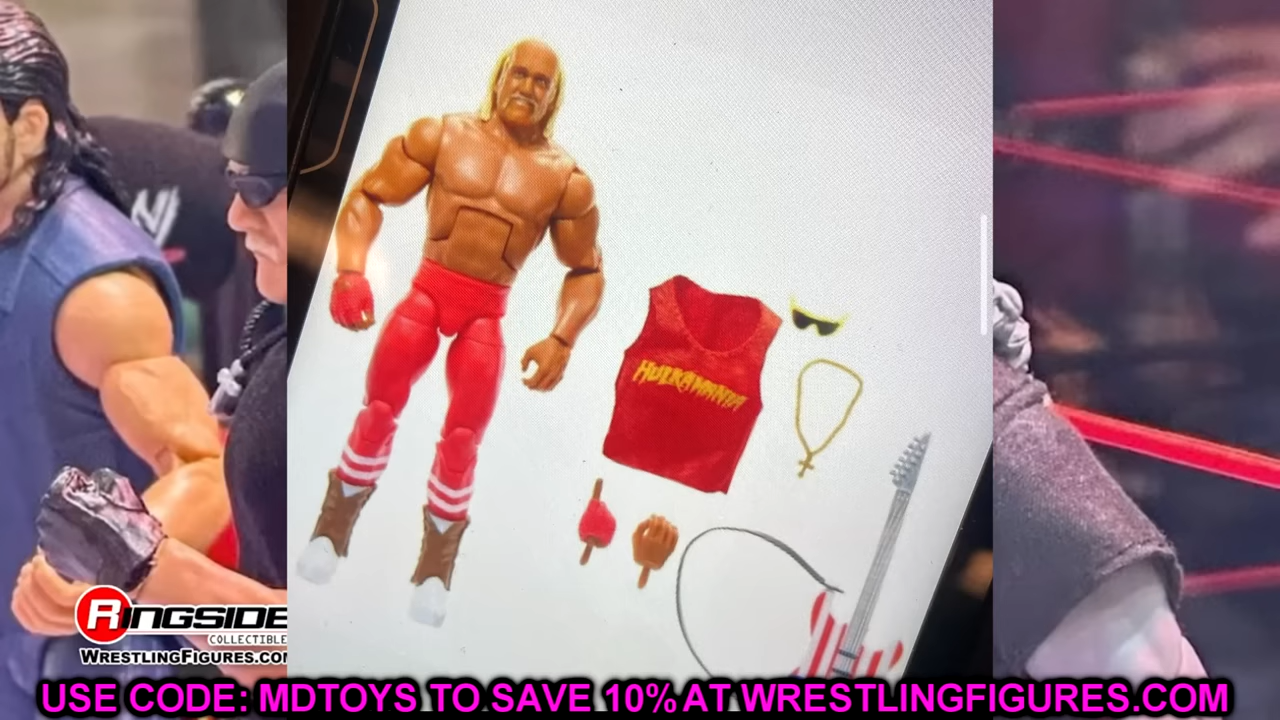 HULKAMANIA
RINGSIDE
COLLECTIBLE
WRESTLINGFIGURES.COM
USE CODE: MDTOYS TO SAVE 10% AT WRESTLINGFIGURES.COM